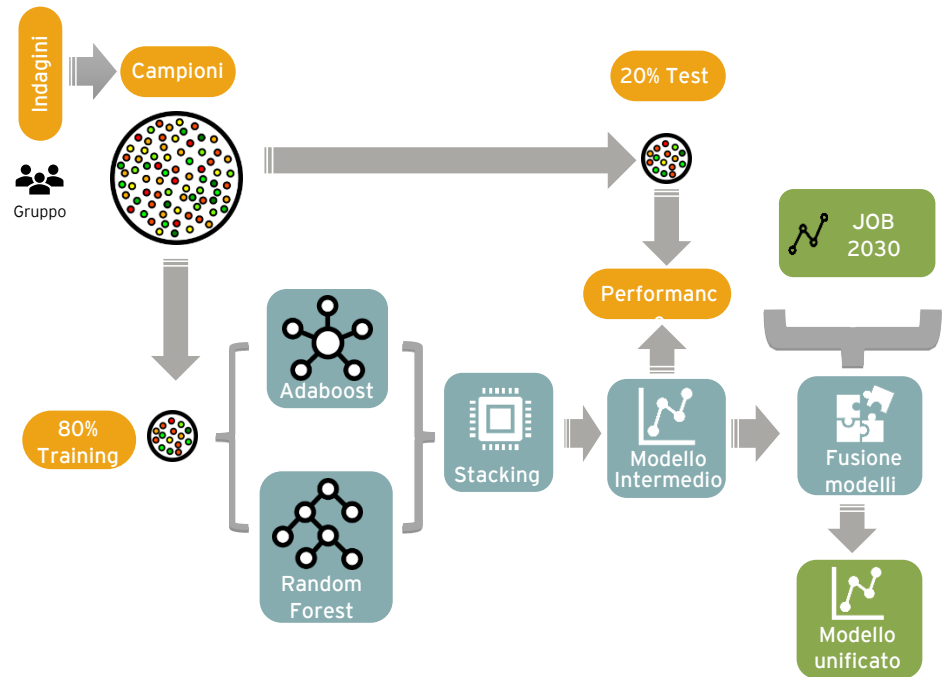 Indagini
Campioni
20% Test
Gruppo
JOB
2030
Performanc
Adaboost
80%
Training
Stacking
Modello
Intermedio
Fusione
modelli
Random
Forest
Modello
unificato